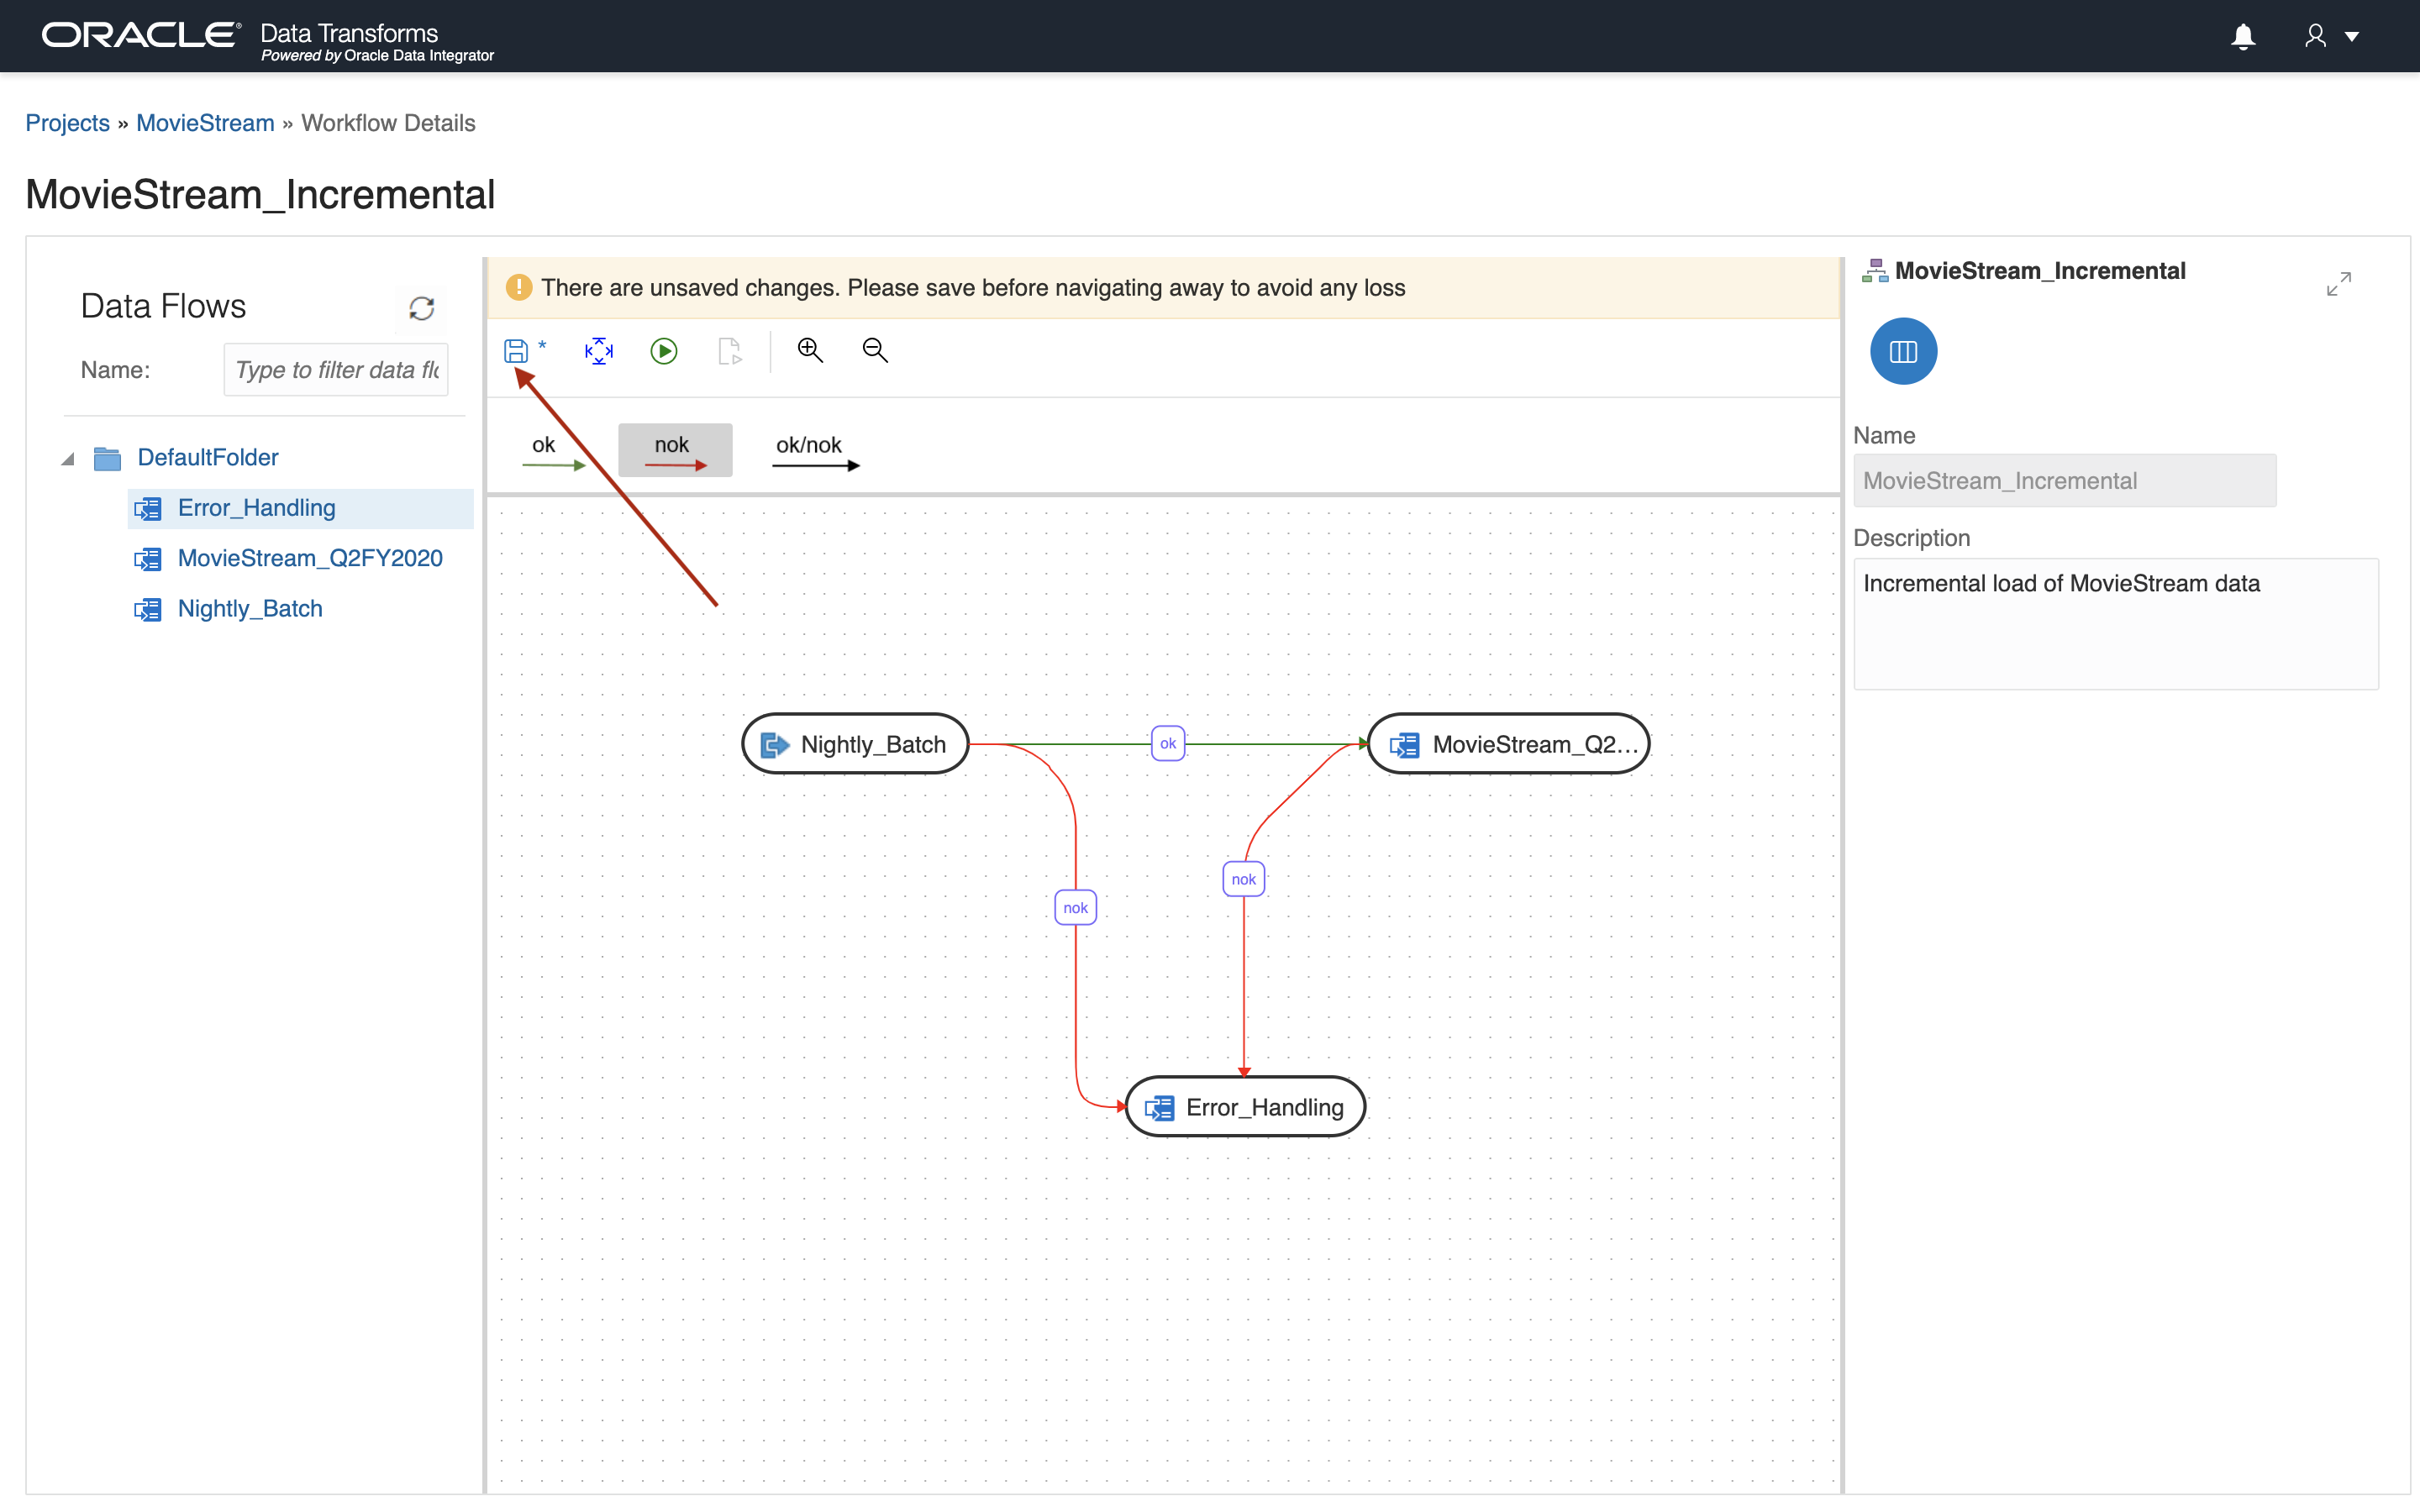 ORACLE® Data Transforms
Powered by Oracle Data Integrator
Projects » MovieStream » Workflow Details
MovieStream_Incremental
Data Flows
Name: Type to filter data flo
DefaultFolder
Error_Handling
MovieStream_Q2FY2020
Nightly_Batch
There are unsaved changes. Please save before navigating away to avoid any loss
*
ok nok ok/nok
Nightly_Batch ok MovieStream_Q2...
nok
nok
Error_Handling
MovieStream_Incremental
Name
MovieStream_Incremental
Description
Incremental load of MovieStream data